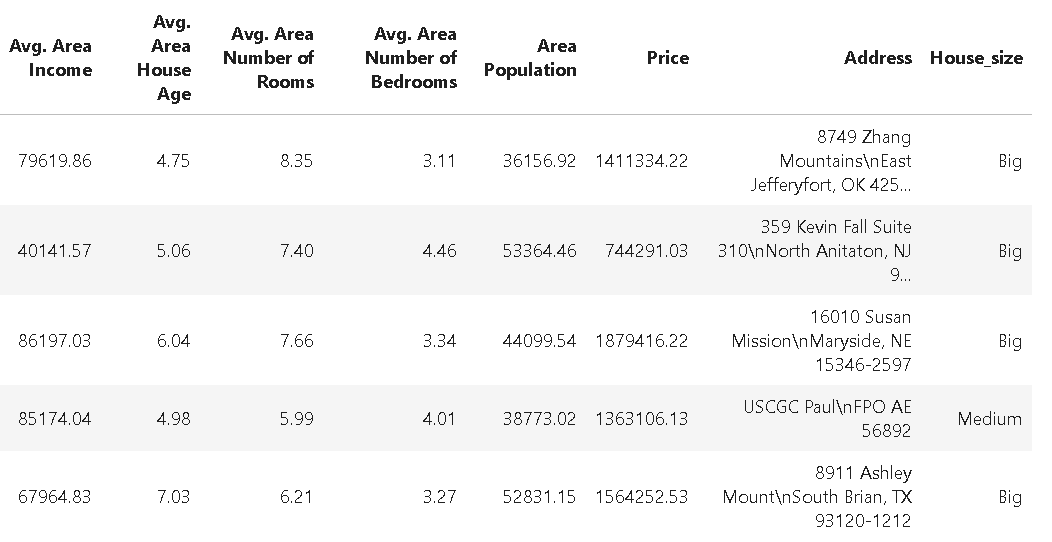 Avg. Area Income	Avg. Area House Age	Avg. Area Number of Rooms	Avg. Area Number of Bedrooms	Area Population	Price	Address	House_size
79619.86	4.75	8.35	3.11	36156.92	1411334.22	8749 Zhang Mountains\nEast Jefferyfort, OK 425...	Big
40141.57	5.06	7.40	4.46	53364.46	744291.03	359 Kevin Fall Suite 310\nNorth Anitaton, NJ 9...	Big
86197.03	6.04	7.66	3.34	44099.54	1879416.22	16010 Susan Mission\nMaryside, NE 15346-2597	Big
85174.04	4.98	5.99	4.01	38773.02	1363106.13	USCGC Paul\nFPO AE 56892	Medium
67964.83	7.03	6.21	3.27	52831.15	1564252.53	8911 Ashley Mount\nSouth Brian, TX 93120-1212	Big